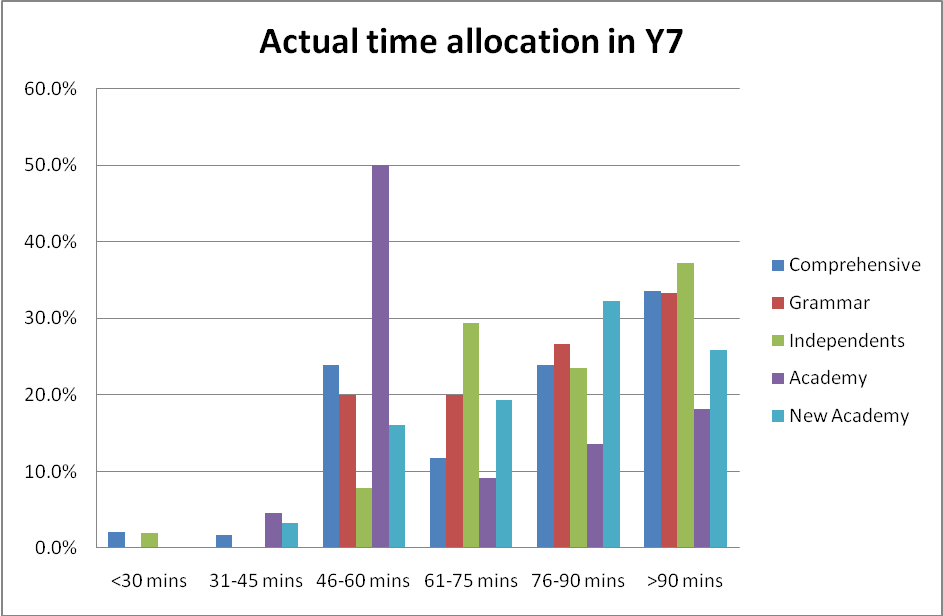 Actual time allocation in Y7
60.0%
50.0%
40.0%
30.0%
20.0%
10.0%
0.0%
<30 mins 31-45 mins 46-60 mins 61-75 mins 76-90 mins >90 mins
Comprehensive
Grammar
Independents
Academy
New Academy